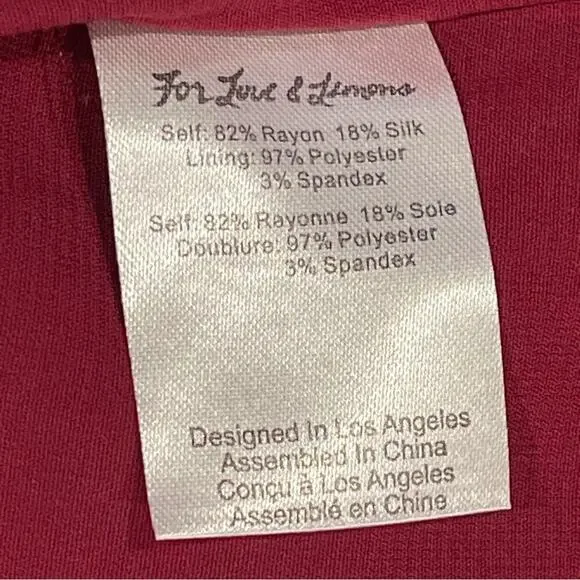 For Love & Lemons
Self: 82% Rayon 18% Silk
Lining: 97% Polyester
3% Spandex
Self: 82% Rayonne 18% Soie
Doublure: 97% Polyester
3% Spandex
Designed In Los Angeles
Assembled In China
Conçu à Los Angeles
Assemblé en Chine